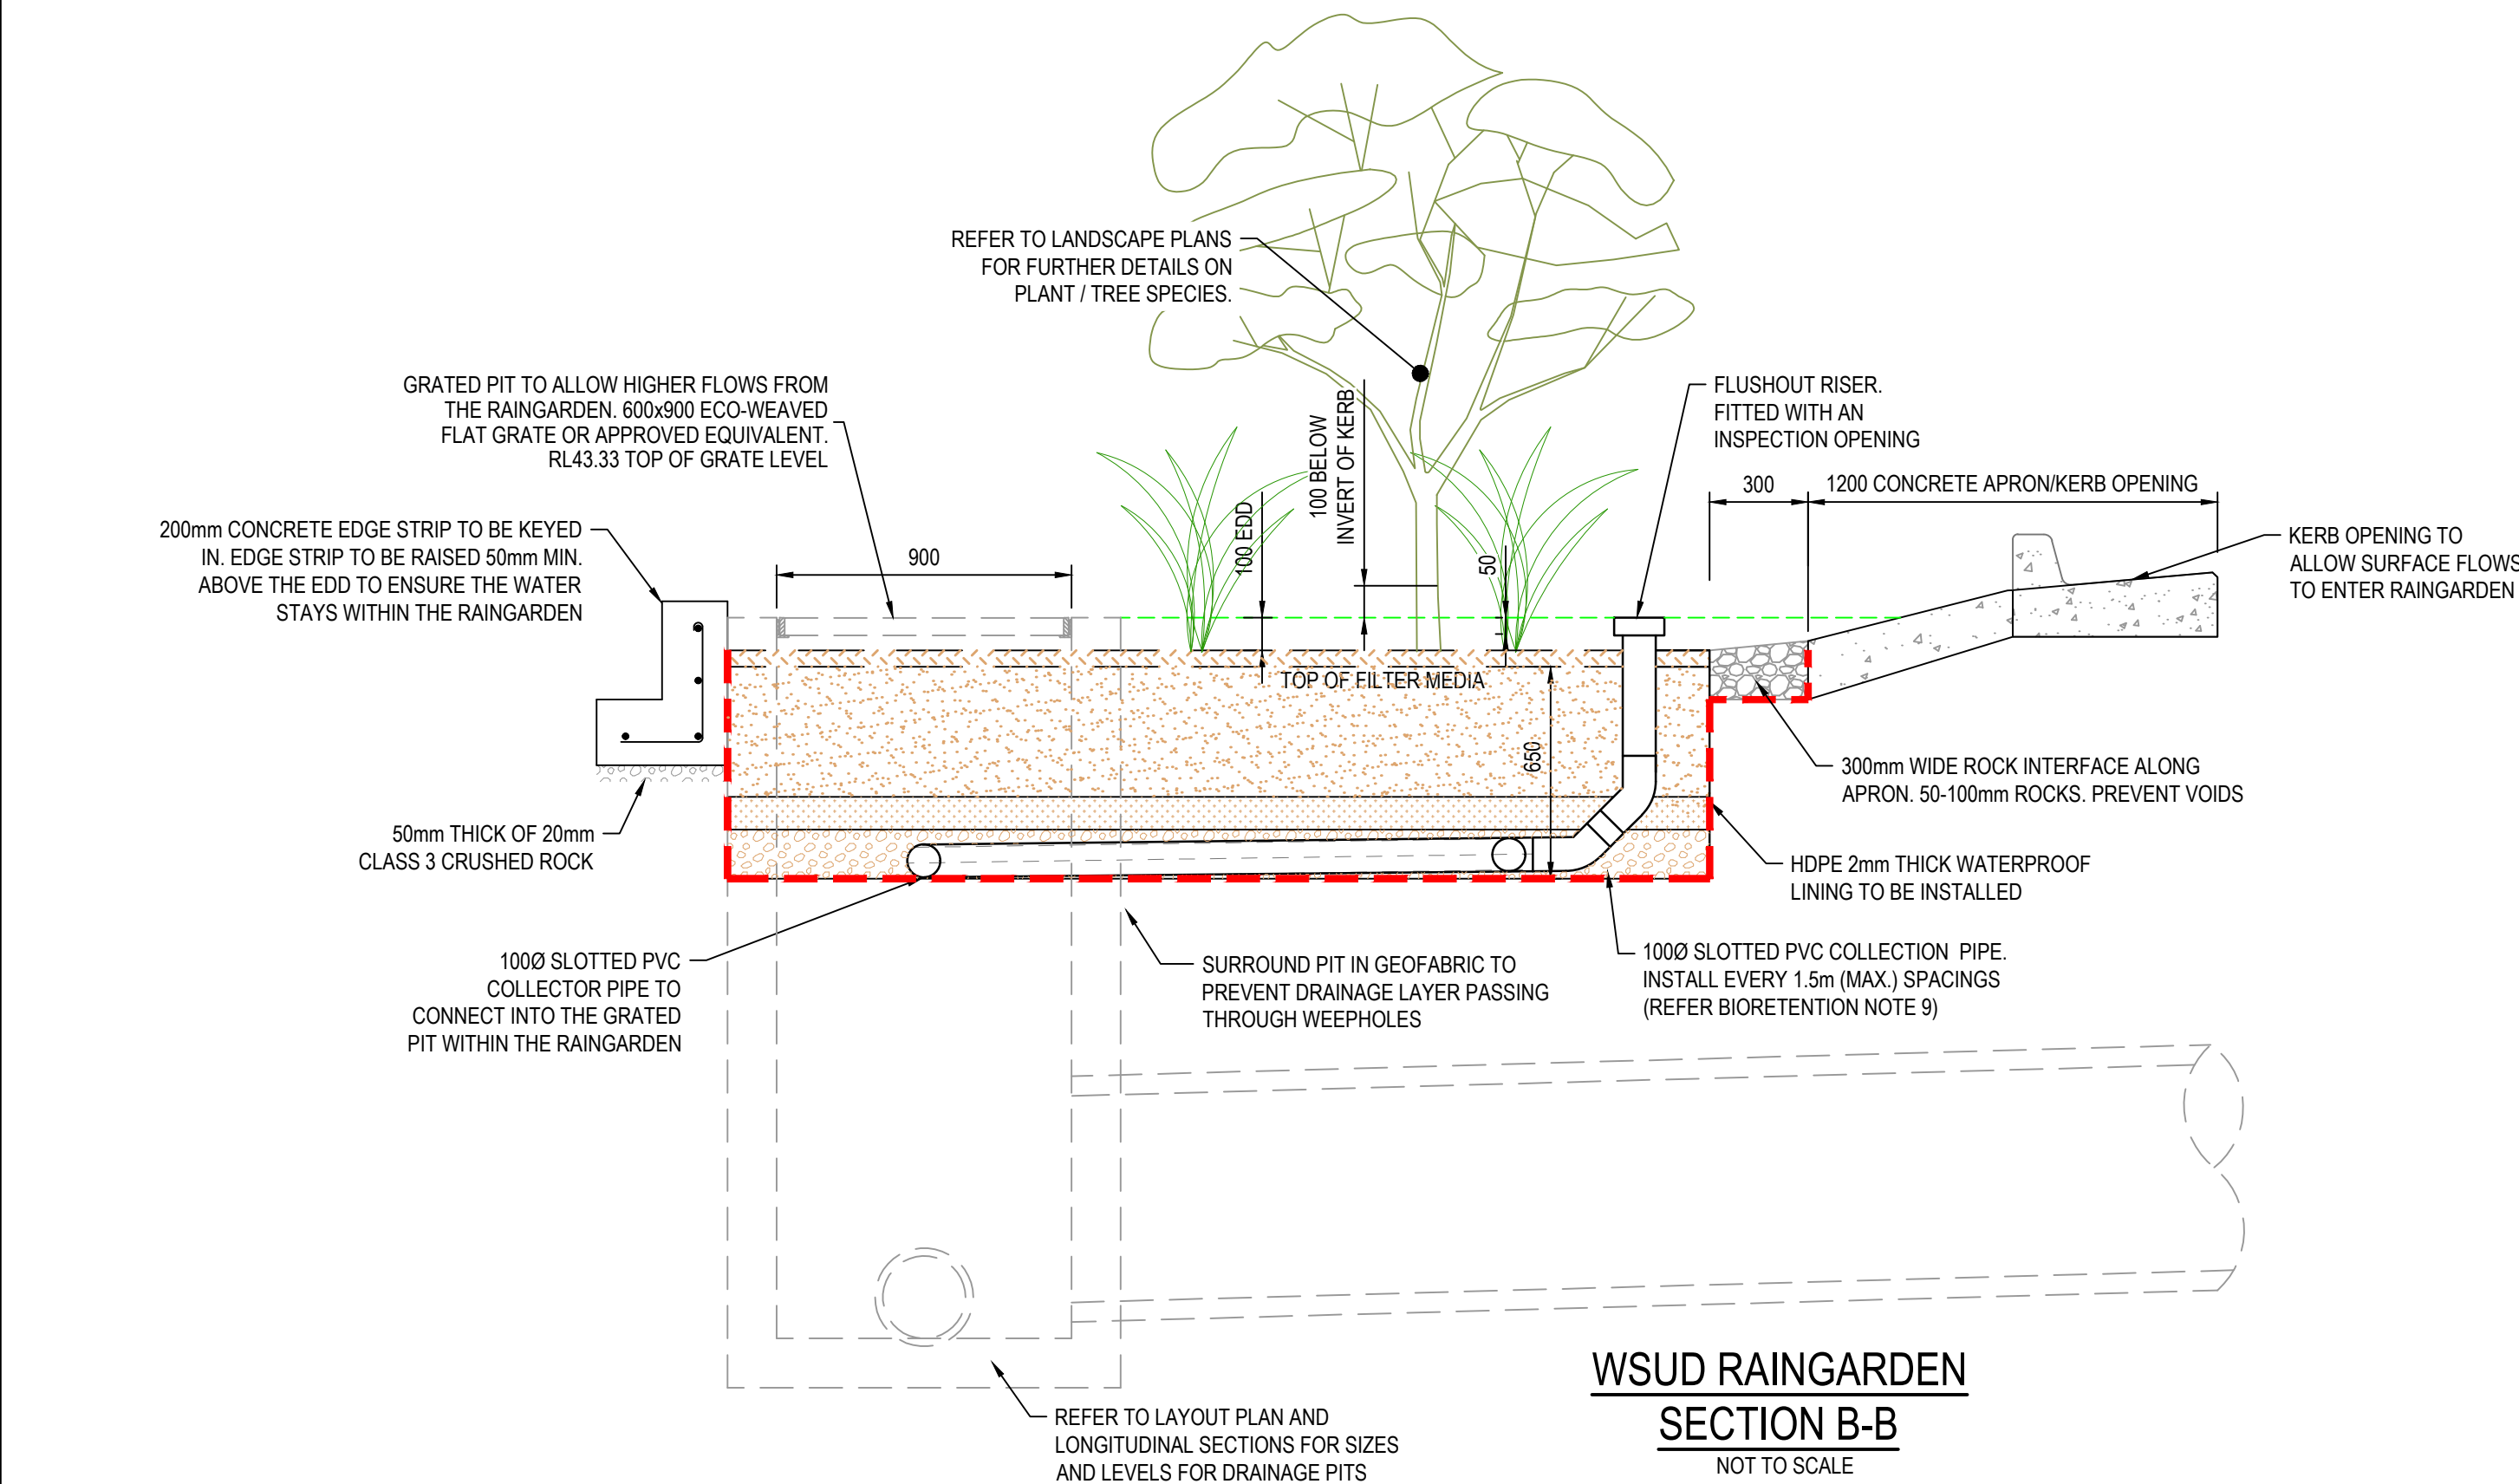 REFER TO LANDSCAPE PLANS
FOR FURTHER DETAILS ON
PLANT / TREE SPECIES.
GRATED PIT TO ALLOW HIGHER FLOWS FROM
THE RAINGARDEN. 600x900 ECO-WEAVED
FLAT GRATE OR APPROVED EQUIVALENT.
RL43.33 TOP OF GRATE LEVEL
FLUSHOUT RISER.
FITTED WITH AN
INSPECTION OPENING
200mm CONCRETE EDGE STRIP TO BE KEYED
IN. EDGE STRIP TO BE RAISED 50mm MIN.
ABOVE THE EDD TO ENSURE THE WATER
STAYS WITHIN THE RAINGARDEN
900
100 EDD
100 BELOW
INVERT OF KERB
50
300
1200 CONCRETE APRON/KERB OPENING
KERB OPENING TO
ALLOW SURFACE FLOWS
TO ENTER RAINGARDEN
TOP OF FILTER MEDIA
650
300mm WIDE ROCK INTERFACE ALONG
APRON. 50-100mm ROCKS. PREVENT VOIDS
50mm THICK OF 20mm
CLASS 3 CRUSHED ROCK
HDPE 2mm THICK WATERPROOF
LINING TO BE INSTALLED
100Ø SLOTTED PVC
COLLECTOR PIPE TO
CONNECT INTO THE GRATED
PIT WITHIN THE RAINGARDEN
SURROUND PIT IN GEOFABRIC TO
PREVENT DRAINAGE LAYER PASSING
THROUGH WEEPHOLES
100Ø SLOTTED PVC COLLECTION PIPE.
INSTALL EVERY 1.5m (MAX.) SPACINGS
(REFER BIORETENTION NOTE 9)
REFER TO LAYOUT PLAN AND
LONGITUDINAL SECTIONS FOR SIZES
AND LEVELS FOR DRAINAGE PITS
WSUD RAINGARDEN
SECTION B-B
NOT TO SCALE